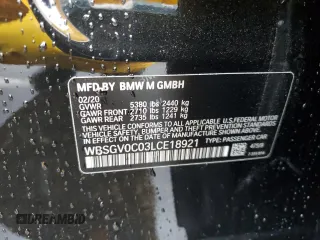 MFD BY BMW M GMBH
02/20
GVWR 5380 lbs 2440 kg
GAWR FRONT 2710 lbs 1229 kg
GAWR REAR 2735 lbs 1241 kg
THIS VEHICLE CONFORMS TO ALL APPLICABLE U.S. FEDERAL MOTOR
VEHICLE SAFETY, BUMPER, AND THEFT PREVENTION STANDARDS
IN EFFECT ON THE DATE OF MANUFACTURE SHOWN ABOVE.
WBSGV0C03LCE18921 TYPE: PASSENGER CAR